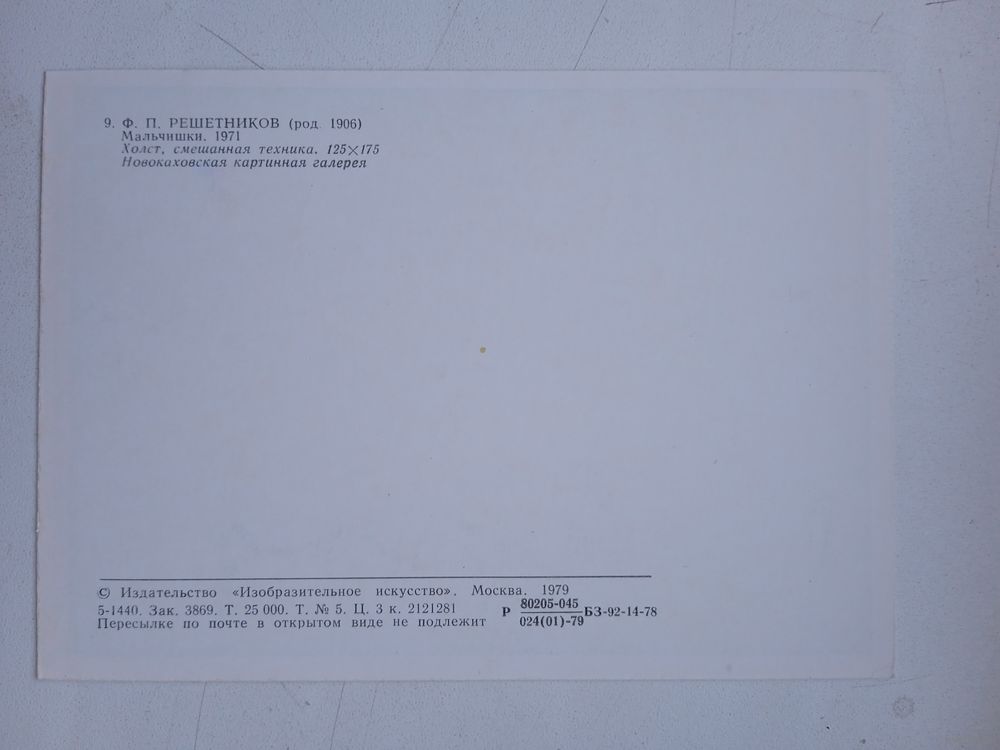 9. Ф. П. РЕШЕТНИКОВ (род. 1906)
Мальчишки. 1971
Холст, смешанная техника. 125×175
Новокаховская картинная галерея
© Издательство «Изобразительное искусство». Москва. 1979
5-1440. Зак. 3869. Т. 25 000. Т. № 5. Ц. 3 к. 2121281
Р 80205-045 БЗ-92-14-78
024(01)-79
Пересылке по почте в открытом виде не подлежит